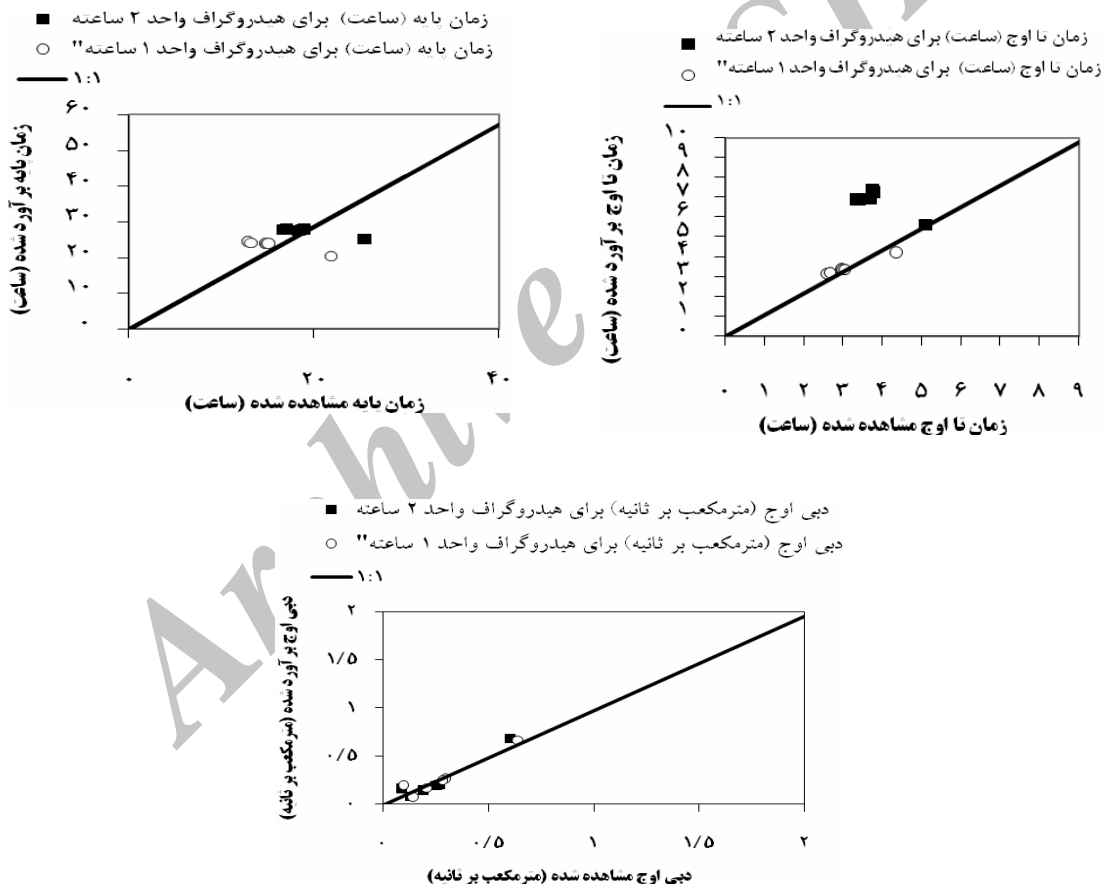 زمان پایه (ساعت) برای هیدروگراف واحد ۲ ساعته
زمان پایه (ساعت) برای هیدروگراف واحد ۱ ساعته"
۱:۱
۶۰
۵۰
۴۰
۳۰
۲۰
۱۰
۰
زمان پایه بر آورد شده (ساعت)
۰ ۲۰ ۴۰
زمان پایه مشاهده شده (ساعت)
زمان تا اوج (ساعت) برای هیدروگراف واحد ۲ ساعته
زمان تا اوج (ساعت) برای هیدروگراف واحد ۱ ساعته"
۱:۱
۱۰
۹
۸
۷
۶
۵
۴
۳
۲
۱
۰
زمان تا اوج بر آورد شده (ساعت)
۰ ۱ ۲ ۳ ۴ ۵ ۶ ۷ ۸ ۹
زمان تا اوج مشاهده شده (ساعت)
دبی اوج (مترمکعب بر ثانیه) برای هیدروگراف واحد ۲ ساعته
دبی اوج (مترمکعب بر ثانیه) برای هیدروگراف واحد ۱ ساعته"
۱:۱
۲
۱/۵
۱
۰/۵
۰
دبی اوج بر آورد شده (متر مکعب بر ثانیه)
۰ ۰/۵ ۱ ۱/۵ ۲
دبی اوج مشاهده شده (مترمکعب بر ثانیه)
Archive